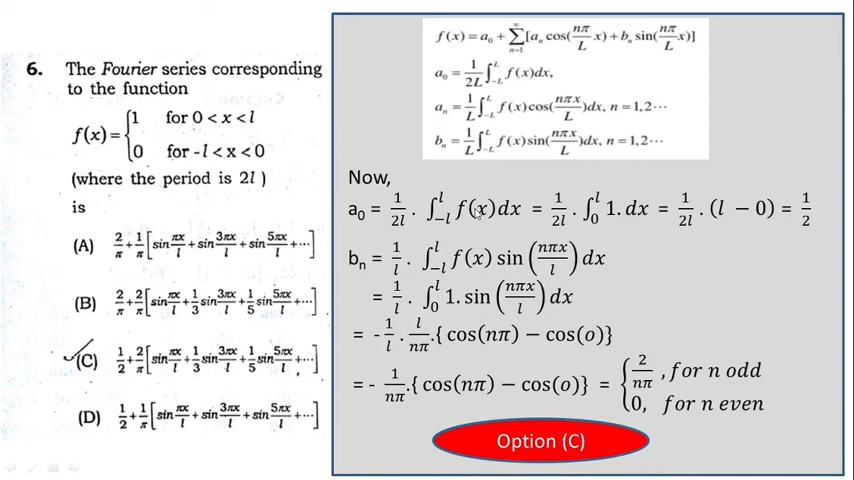 6. The Fourier series corresponding
to the function
f(x) = {1 for 0 < x < l
0 for -l < x < 0
(where the period is 2l )
is
(A) 2/π + 1/π [sin πx/l + sin 3πx/l + sin 5πx/l + ···]
(B) 2/π + 2/π [sin πx/l + 1/3 sin 3πx/l + 1/5 sin 5πx/l + ···]
(C) 1/2 + 2/π [sin πx/l + 1/3 sin 3πx/l + 1/5 sin 5πx/l + ···]
(D) 1/2 + 1/π [sin πx/l + sin 3πx/l + sin 5πx/l + ···]
f(x) = a₀ + ∑_{n=1}^{∞} [aₙ cos(nπ/L x) + bₙ sin(nπ/L x)]
a₀ = 1/2L ∫_{-L}^{L} f(x)dx,
aₙ = 1/L ∫_{-L}^{L} f(x)cos(nπx/L)dx, n = 1,2···
bₙ = 1/L ∫_{-L}^{L} f(x)sin(nπx/L)dx, n = 1,2···
Now,
a₀ = 1/2l . ∫_{-l}^{l} f(x) dx = 1/2l . ∫_{0}^{l} 1. dx = 1/2l . (l − 0) = 1/2
bₙ = 1/l . ∫_{-l}^{l} f(x) sin (nπx/l) dx
= 1/l . ∫_{0}^{l} 1. sin (nπx/l) dx
= - 1/l . l/nπ .{ cos(nπ) − cos(o)}
= - 1/nπ .{ cos(nπ) − cos(o)} = {2/nπ , for n odd
0, for n even
Option (C)